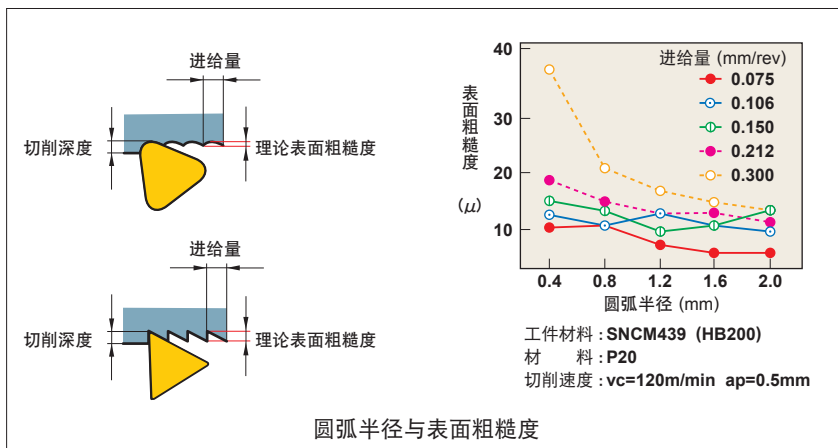 进给量
切削深度
理论表面粗糙度
进给量
切削深度
理论表面粗糙度
表面粗糙度
(μ)
40
30
20
10
进给量 (mm/rev)
0.075
0.106
0.150
0.212
0.300
0.4 0.8 1.2 1.6 2.0
圆弧半径 (mm)
工件材料 : SNCM439 (HB200)
材 料 : P20
切削速度 : vc=120m/min ap=0.5mm
圆弧半径与表面粗糙度